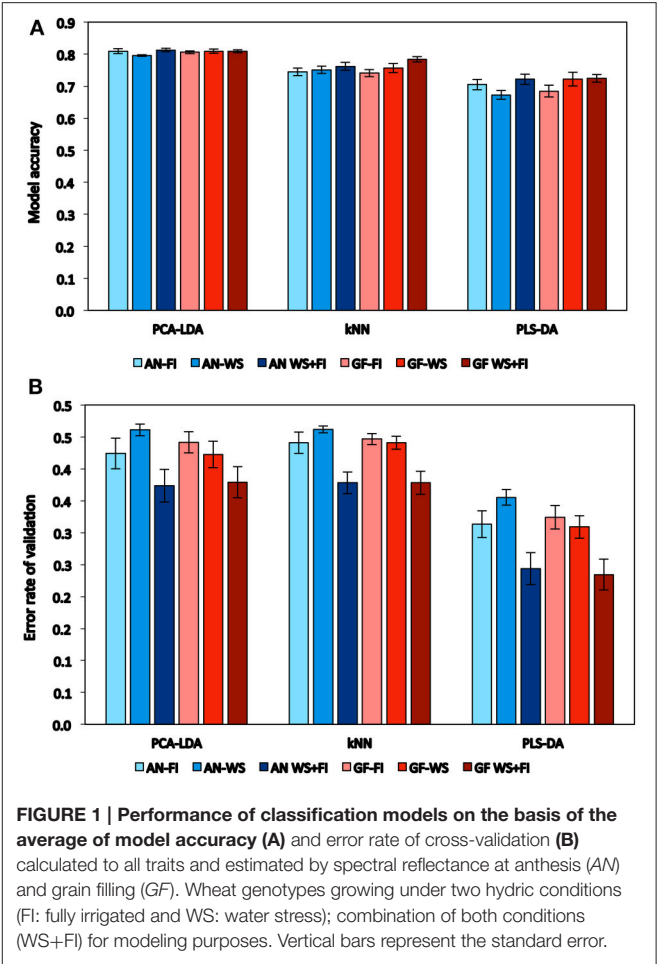 A
Model accuracy
0.9
0.8
0.7
0.6
0.5
0.4
0.3
0.2
0.1
0.0
PCA-LDA kNN PLS-DA
AN-FI AN-WS AN WS+FI GF-FI GF-WS GF WS+FI
B
Error rate of validation
0.5
0.5
0.4
0.4
0.3
0.3
0.2
0.2
0.1
0.1
0.0
PCA-LDA kNN PLS-DA
AN-FI AN-WS AN WS+FI GF-FI GF-WS GF WS+FI
FIGURE 1 | Performance of classification models on the basis of the
average of model accuracy (A) and error rate of cross-validation (B)
calculated to all traits and estimated by spectral reflectance at anthesis (AN)
and grain filling (GF). Wheat genotypes growing under two hydric conditions
(FI: fully irrigated and WS: water stress); combination of both conditions
(WS+FI) for modeling purposes. Vertical bars represent the standard error.